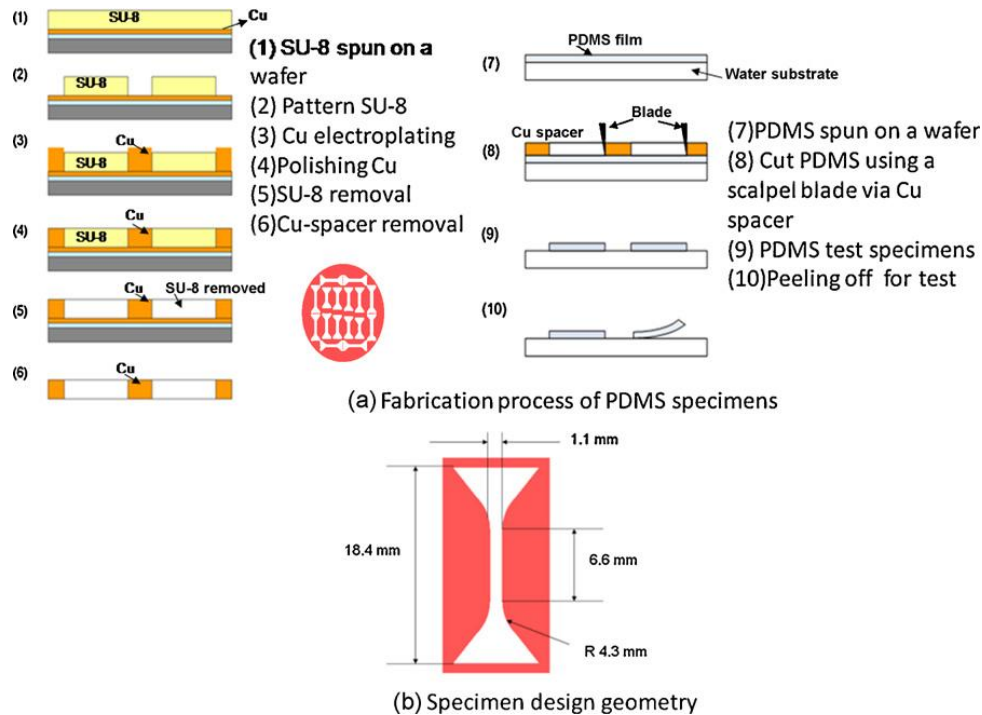 (1)
SU-8
Cu
(1) SU-8 spun on a
wafer
(2) Pattern SU-8
(3) Cu electroplating
(4)Polishing Cu
(5)SU-8 removal
(6)Cu-spacer removal
(2)
SU-8
(3)
Cu
SU-8
(4)
Cu
SU-8
(5)
Cu
SU-8 removed
(6)
Cu
PDMS film
(7)
Water substrate
Blade
Cu spacer
(8)
(9)
(10)
(7)PDMS spun on a wafer
(8) Cut PDMS using a
scalpel blade via Cu
spacer
(9) PDMS test specimens
(10)Peeling off for test
(a) Fabrication process of PDMS specimens
1.1 mm
18.4 mm
6.6 mm
R 4.3 mm
(b) Specimen design geometry